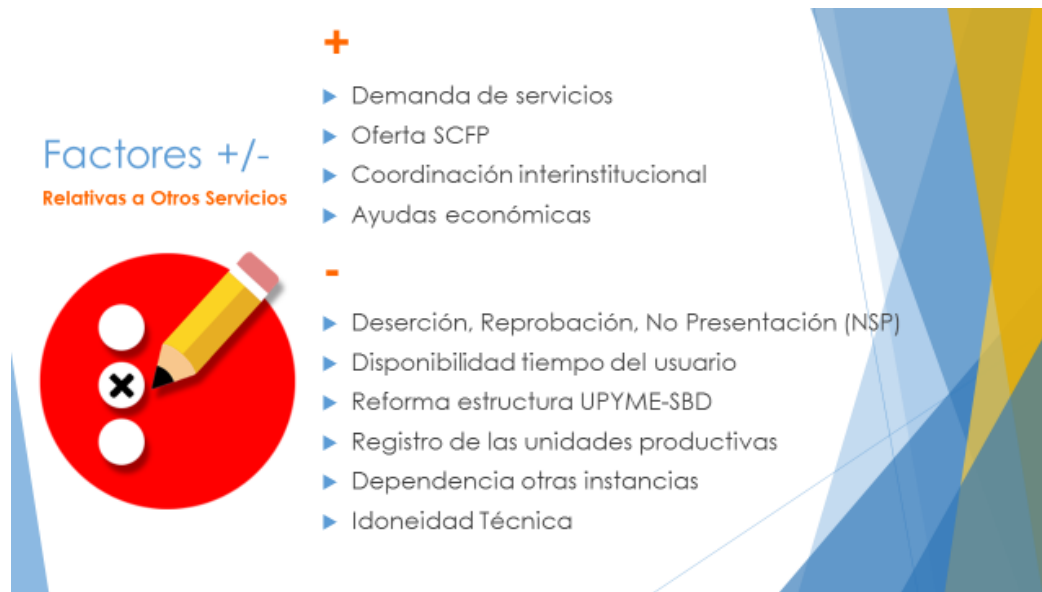 Factores +/-
Relativas a Otros Servicios
+
Demanda de servicios
Oferta SCFP
Coordinación interinstitucional
Ayudas económicas
-
Deserción, Reprobación, No Presentación (NSP)
Disponibilidad tiempo del usuario
Reforma estructura UPYME-SBD
Registro de las unidades productivas
Dependencia otras instancias
Idoneidad Técnica